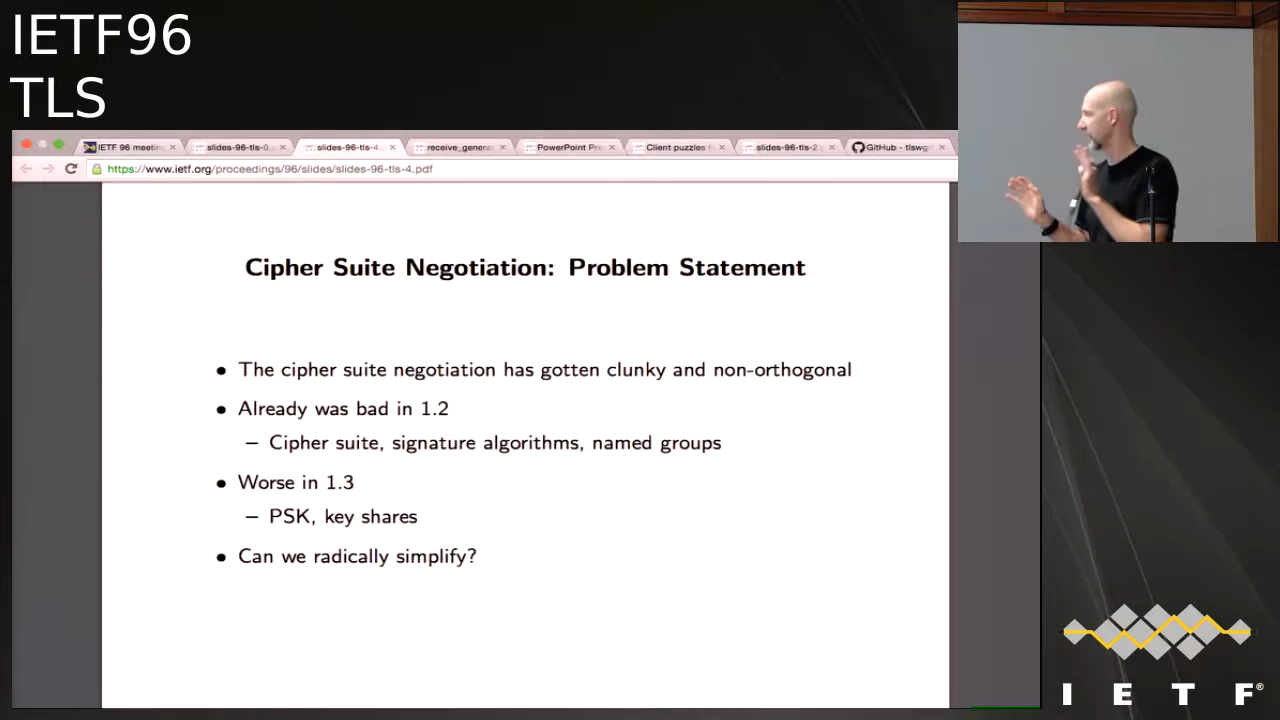 IETF96
TLS
IETF 96 meetin
slides-96-tls-0
slides-96-tls-4
receive_genera
PowerPoint Pre
Client puzzles f
slides-96-tls-2
GitHub - tlswg
https://www.ietf.org/proceedings/96/slides/slides-96-tls-4.pdf
Cipher Suite Negotiation: Problem Statement
• The cipher suite negotiation has gotten clunky and non-orthogonal
• Already was bad in 1.2
– Cipher suite, signature algorithms, named groups
• Worse in 1.3
– PSK, key shares
• Can we radically simplify?
I E T F®